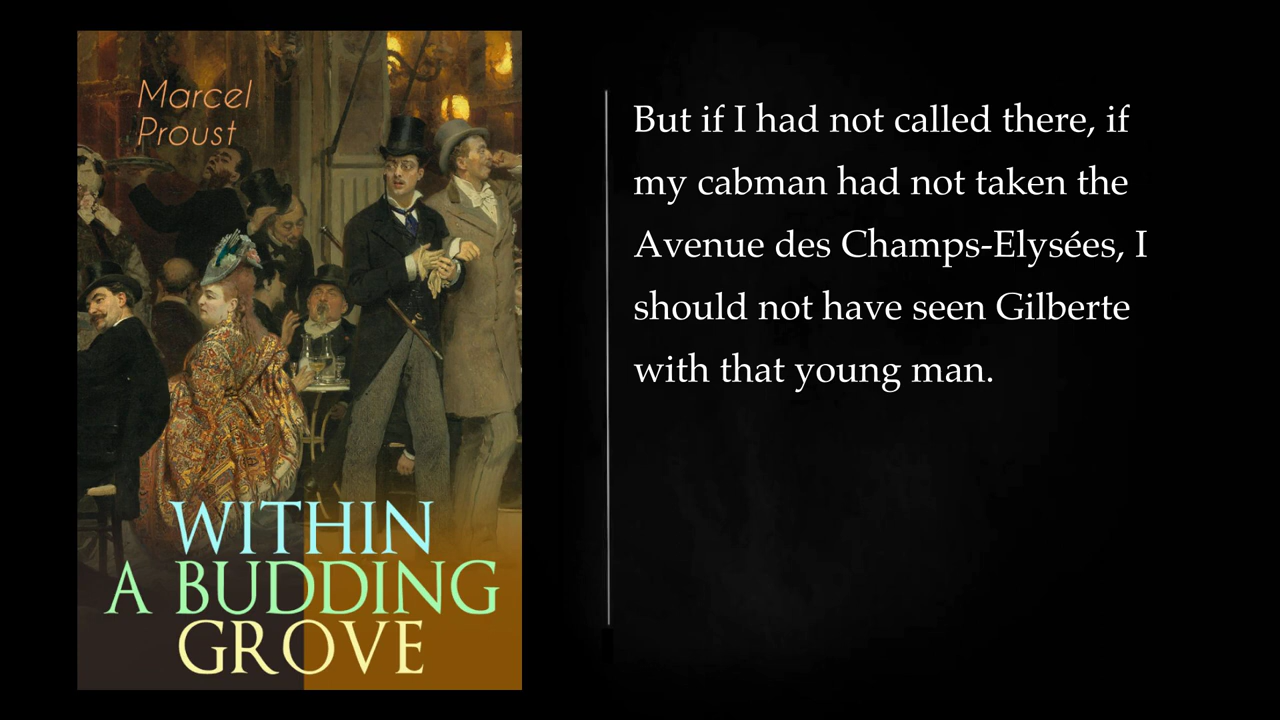 Marcel
Proust
WITHIN
A BUDDING
GROVE
But if I had not called there, if
my cabman had not taken the
Avenue des Champs-Elysées, I
should not have seen Gilberte
with that young man.